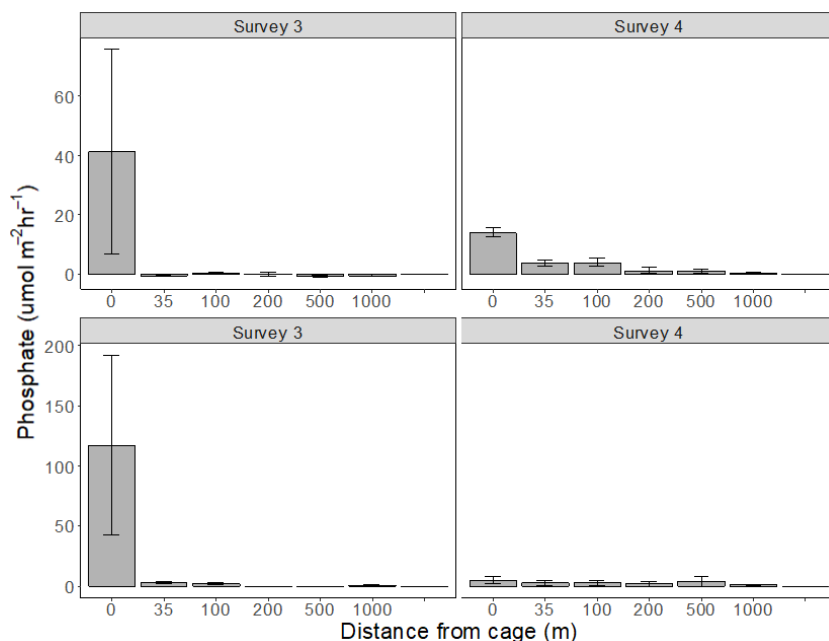 Survey 3 Survey 4
60
40
20
0
0 35 100 200 500 1000 0 35 100 200 500 1000
Phosphate (umol m⁻²hr⁻¹)
Survey 3 Survey 4
200
150
100
50
0
0 35 100 200 500 1000 0 35 100 200 500 1000
Distance from cage (m)